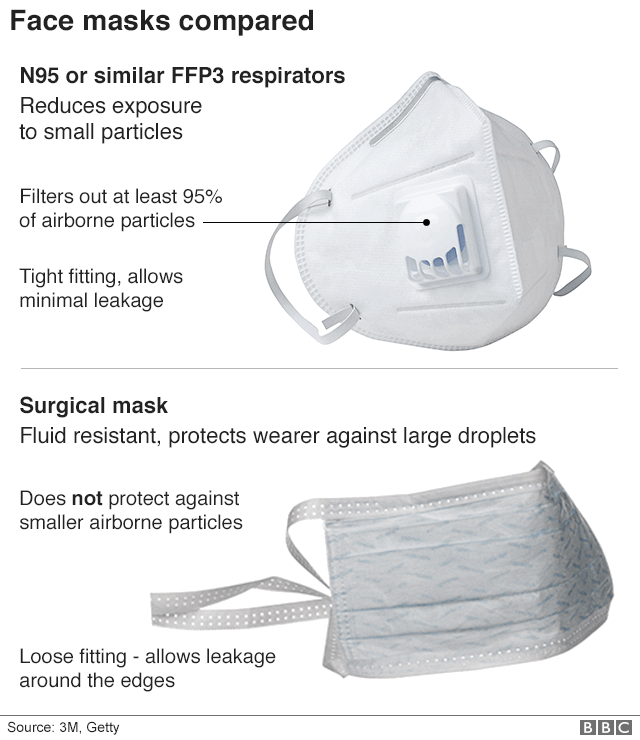 Face masks compared
N95 or similar FFP3 respirators
Reduces exposure
to small particles
Filters out at least 95%
of airborne particles
Tight fitting, allows
minimal leakage
Surgical mask
Fluid resistant, protects wearer against large droplets
Does not protect against
smaller airborne particles
Loose fitting - allows leakage
around the edges
Source: 3M, Getty
BBC